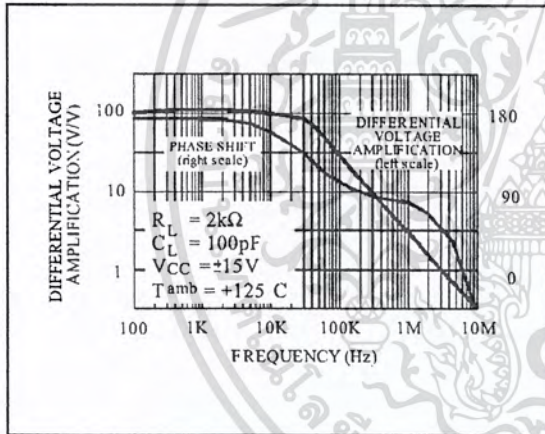 DIFFERENTIAL VOLTAGE
AMPLIFICATION (V/V)
100
10
1
180
90
0
PHASE SHIFT
(right scale)
DIFFERENTIAL
VOLTAGE
AMPLIFICATION
(left scale)
RL = 2kΩ
CL = 100pF
VCC = ±15V
Tamb = +125 C
100 1K 10K 100K 1M 10M
FREQUENCY (Hz)